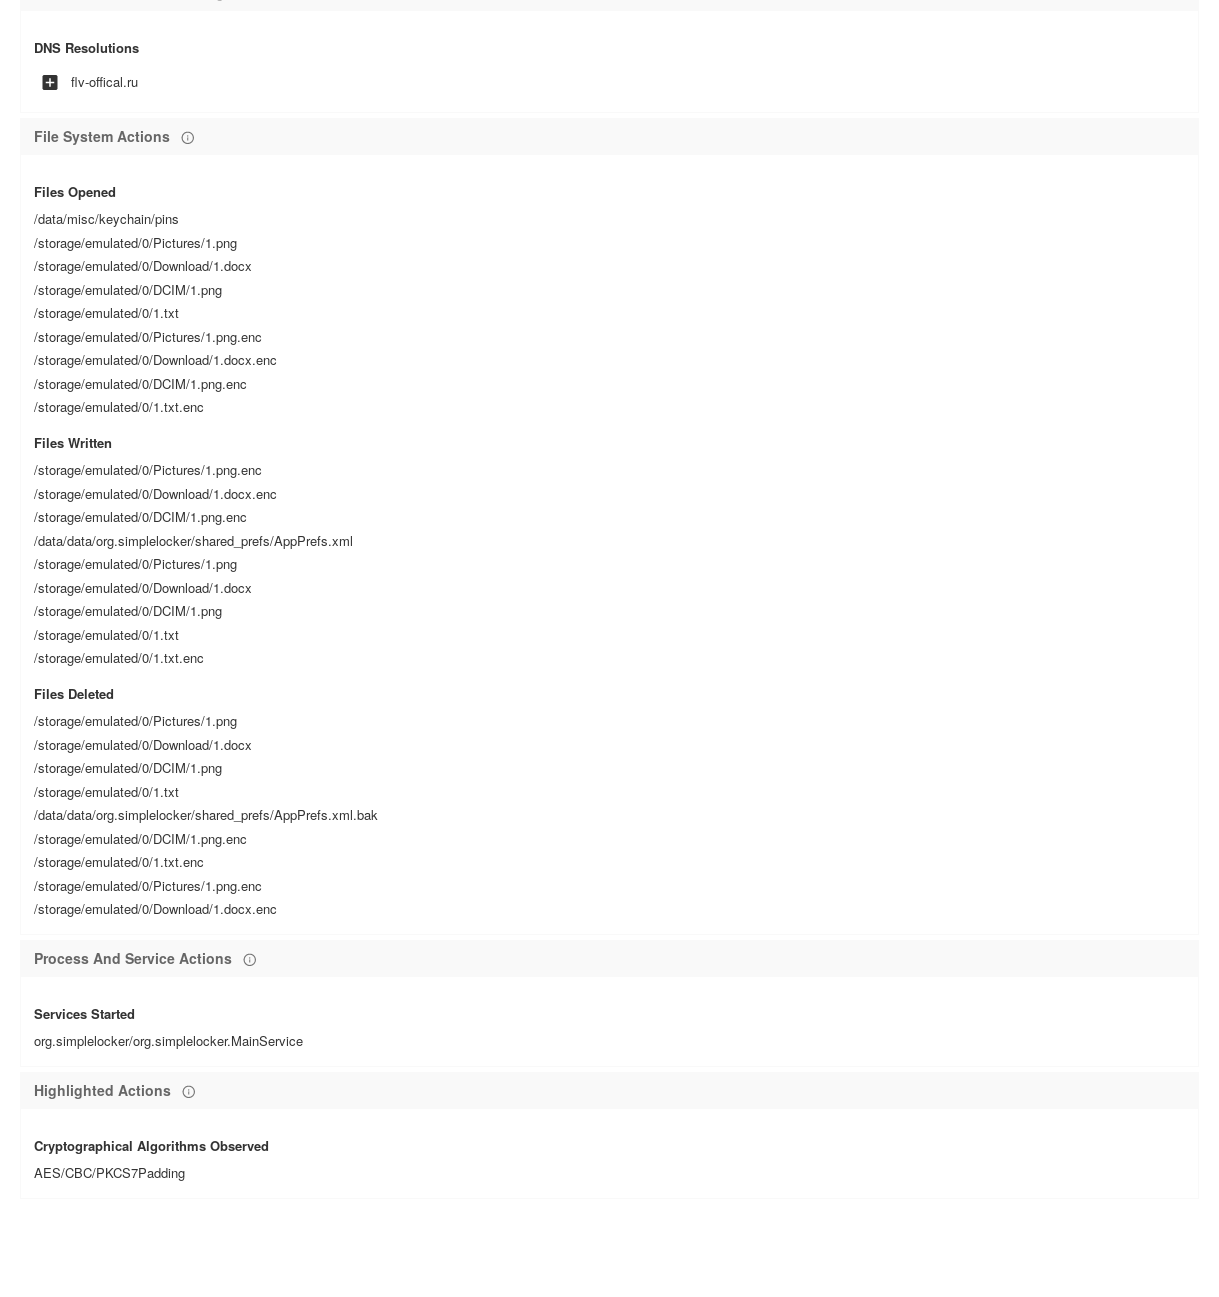 DNS Resolutions
flv-offical.ru
File System Actions
Files Opened
/data/misc/keychain/pins
/storage/emulated/0/Pictures/1.png
/storage/emulated/0/Download/1.docx
/storage/emulated/0/DCIM/1.png
/storage/emulated/0/1.txt
/storage/emulated/0/Pictures/1.png.enc
/storage/emulated/0/Download/1.docx.enc
/storage/emulated/0/DCIM/1.png.enc
/storage/emulated/0/1.txt.enc
Files Written
/storage/emulated/0/Pictures/1.png.enc
/storage/emulated/0/Download/1.docx.enc
/storage/emulated/0/DCIM/1.png.enc
/data/data/org.simplelocker/shared_prefs/AppPrefs.xml
/storage/emulated/0/Pictures/1.png
/storage/emulated/0/Download/1.docx
/storage/emulated/0/DCIM/1.png
/storage/emulated/0/1.txt
/storage/emulated/0/1.txt.enc
Files Deleted
/storage/emulated/0/Pictures/1.png
/storage/emulated/0/Download/1.docx
/storage/emulated/0/DCIM/1.png
/storage/emulated/0/1.txt
/data/data/org.simplelocker/shared_prefs/AppPrefs.xml.bak
/storage/emulated/0/DCIM/1.png.enc
/storage/emulated/0/1.txt.enc
/storage/emulated/0/Pictures/1.png.enc
/storage/emulated/0/Download/1.docx.enc
Process And Service Actions
Services Started
org.simplelocker/org.simplelocker.MainService
Highlighted Actions
Cryptographical Algorithms Observed
AES/CBC/PKCS7Padding